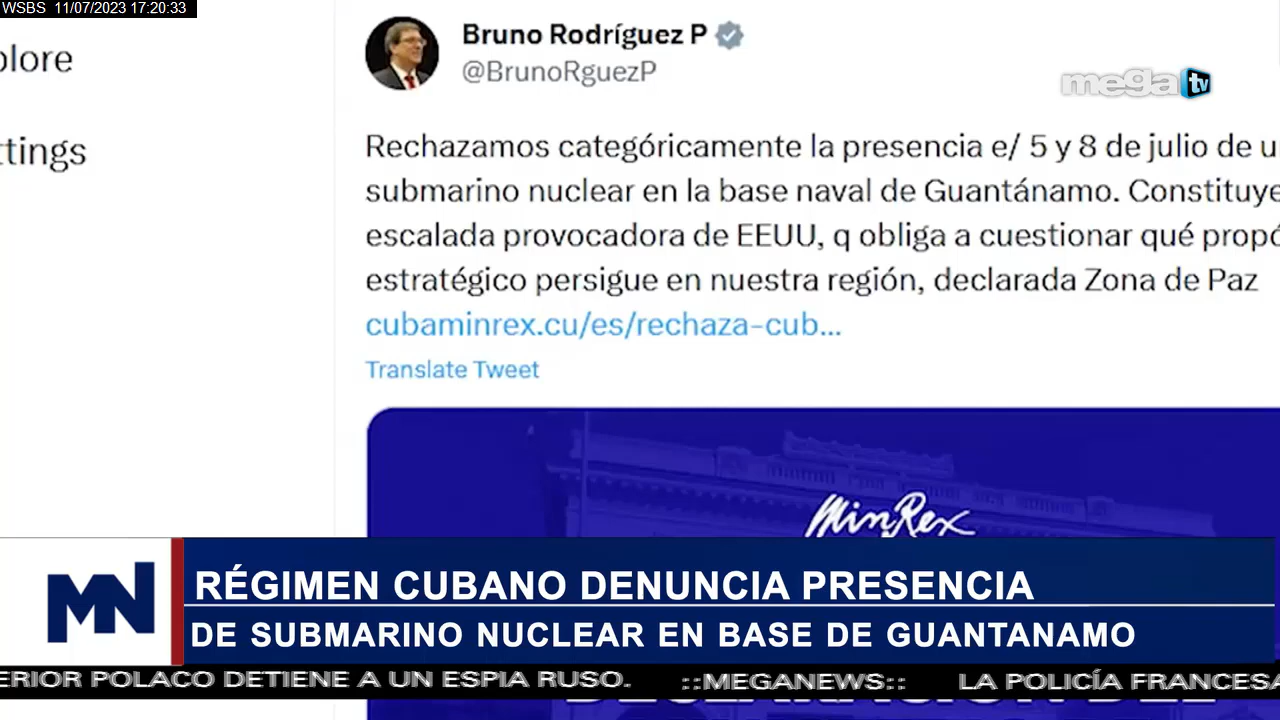 WSBS 11/07/2023 17:20:33
plore
ttings
Bruno Rodríguez P
@BrunoRguezP
mega tv
Rechazamos categóricamente la presencia e/ 5 y 8 de julio de u
submarino nuclear en la base naval de Guantánamo. Constituye
escalada provocadora de EEUU, q obliga a cuestionar qué propó
estratégico persigue en nuestra región, declarada Zona de Paz
cubaminrex.cu/es/rechaza-cub...
Translate Tweet
MinRex
MN
RÉGIMEN CUBANO DENUNCIA PRESENCIA
DE SUBMARINO NUCLEAR EN BASE DE GUANTANAMO
ERIOR POLACO DETIENE A UN ESPIA RUSO. ::MEGANEWS:: LA POLICÍA FRANCESA